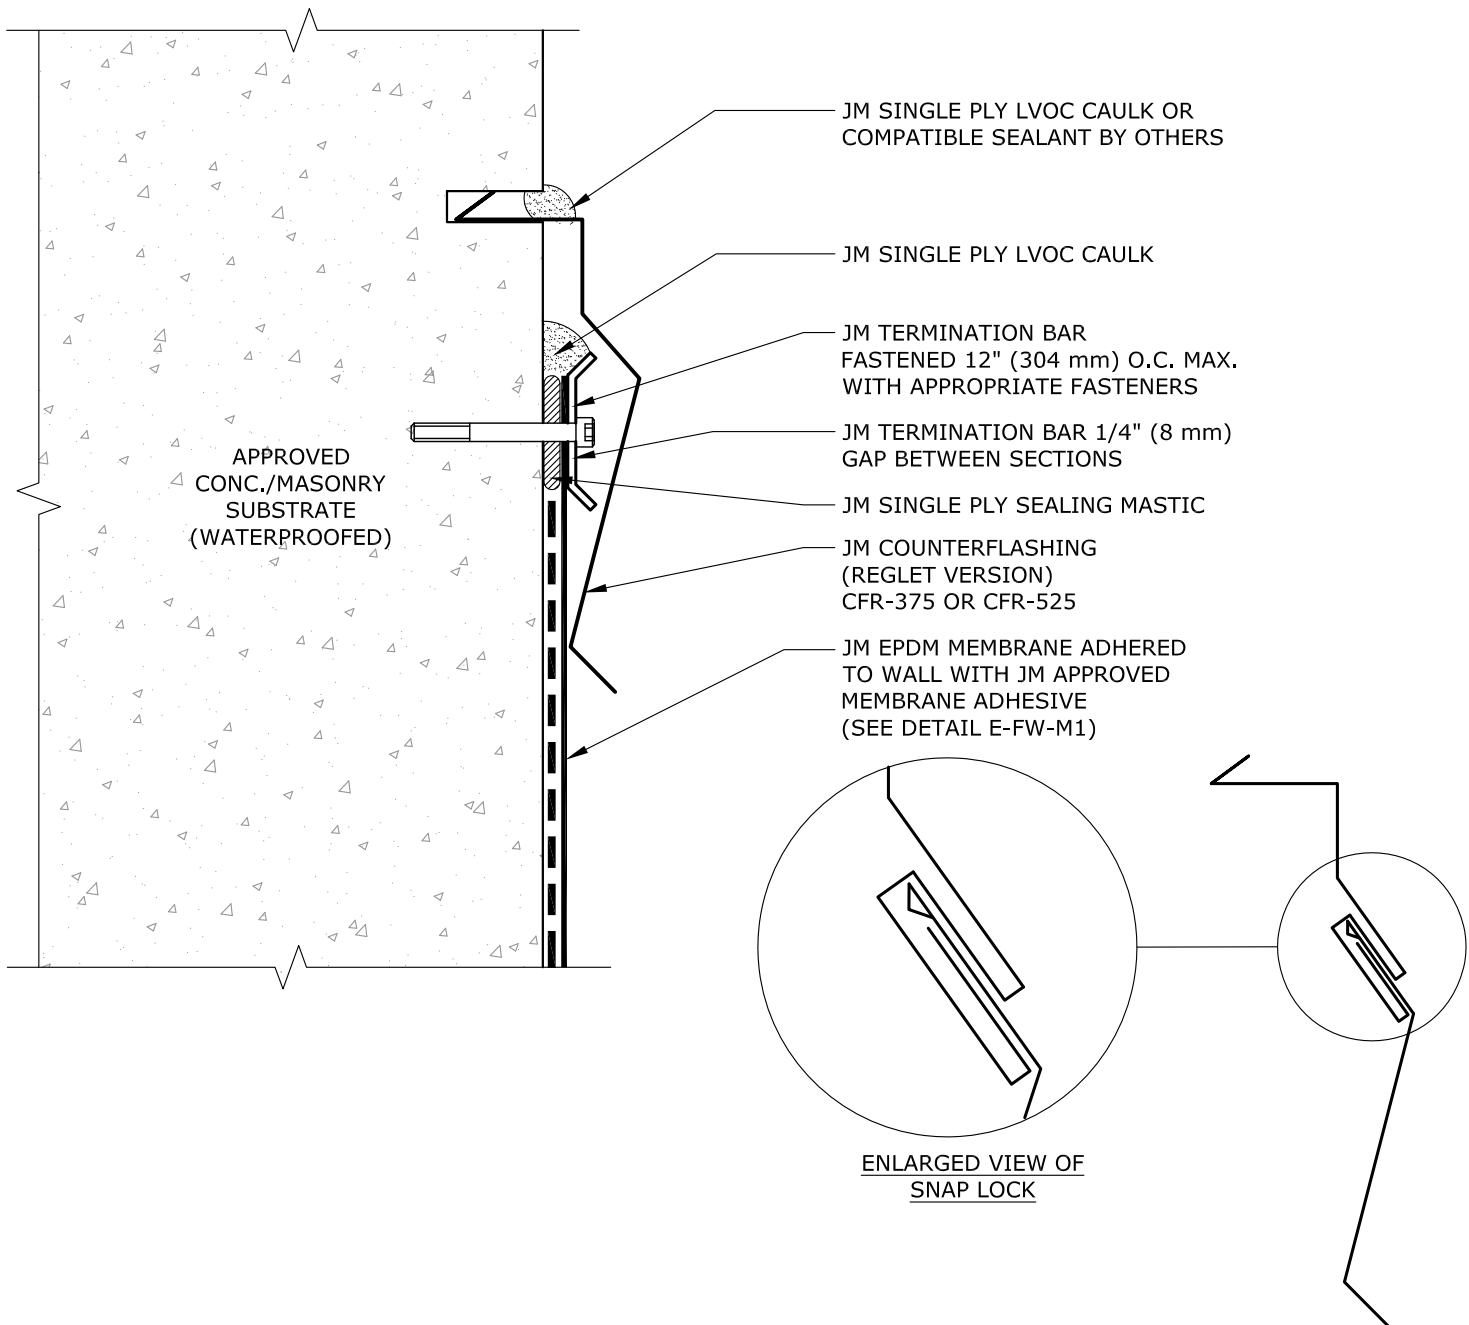 JM SINGLE PLY LVOC CAULK OR
COMPATIBLE SEALANT BY OTHERS
JM SINGLE PLY LVOC CAULK
JM TERMINATION BAR
FASTENED 12" (304 mm) O.C. MAX.
WITH APPROPRIATE FASTENERS
JM TERMINATION BAR 1/4" (8 mm)
GAP BETWEEN SECTIONS
APPROVED
CONC./MASONRY
SUBSTRATE
(WATERPROOFED)
JM SINGLE PLY SEALING MASTIC
JM COUNTERFLASHING
(REGLET VERSION)
CFR-375 OR CFR-525
JM EPDM MEMBRANE ADHERED
TO WALL WITH JM APPROVED
MEMBRANE ADHESIVE
(SEE DETAIL E-FW-M1)
ENLARGED VIEW OF
SNAP LOCK